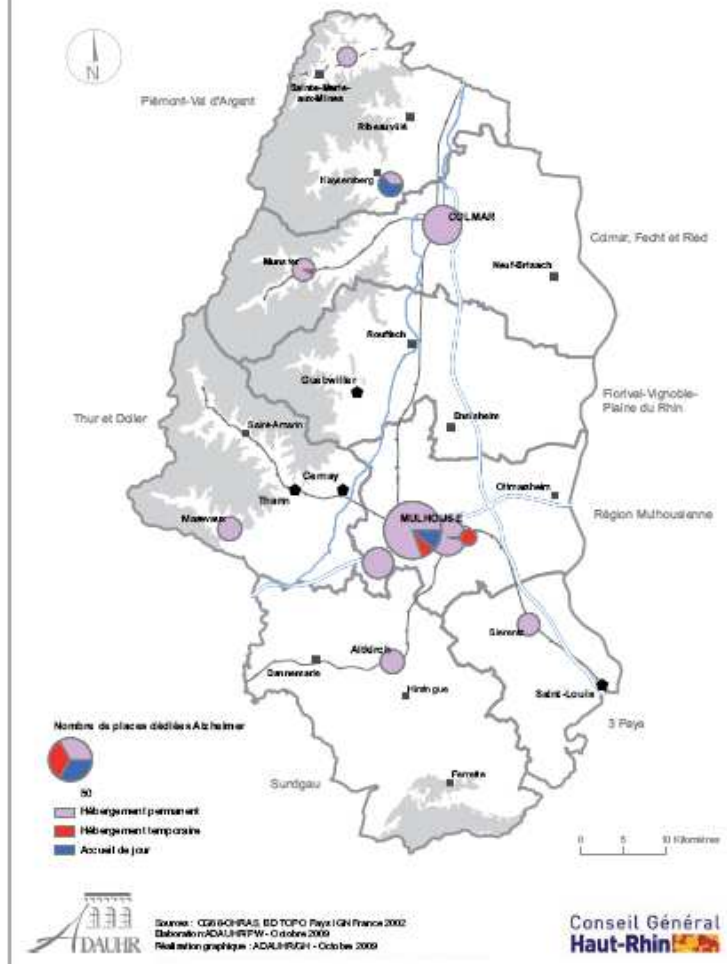 N
Sainte-Marie-
aux-Mines
Piémont-Val d'Argent
Ribeauvillé
Kaysersberg
COLMAR
Colmar, Fecht et Ried
Munster
Neuf-Brisach
Rouffach
Guebwiller
Florival-Vignoble-
Plaine du Rhin
Thur et Doller
Saint-Amarin
Ensisheim
Cernay
Thann
Ottmarsheim
MULHOUSE
Région Mulhousienne
Masevaux
Sierentz
Altkirch
Dannemarie
Hirsingue
Saint-Louis
3 Pays
Nombre de places dédiées Alzheimer
Sundgau
Ferrette
50
Hébergement permanent
Hébergement temporaire
Accueil de jour
0 5 10 Kilomètres
ADAUHR
Sources : CG68-OHRAS, BD TOPO Pays IGN France 2002
Elaboration ADAUHR/PW - Octobre 2009
Réalisation graphique : ADAUHR/GH - Octobre 2009
Conseil Général
Haut-Rhin